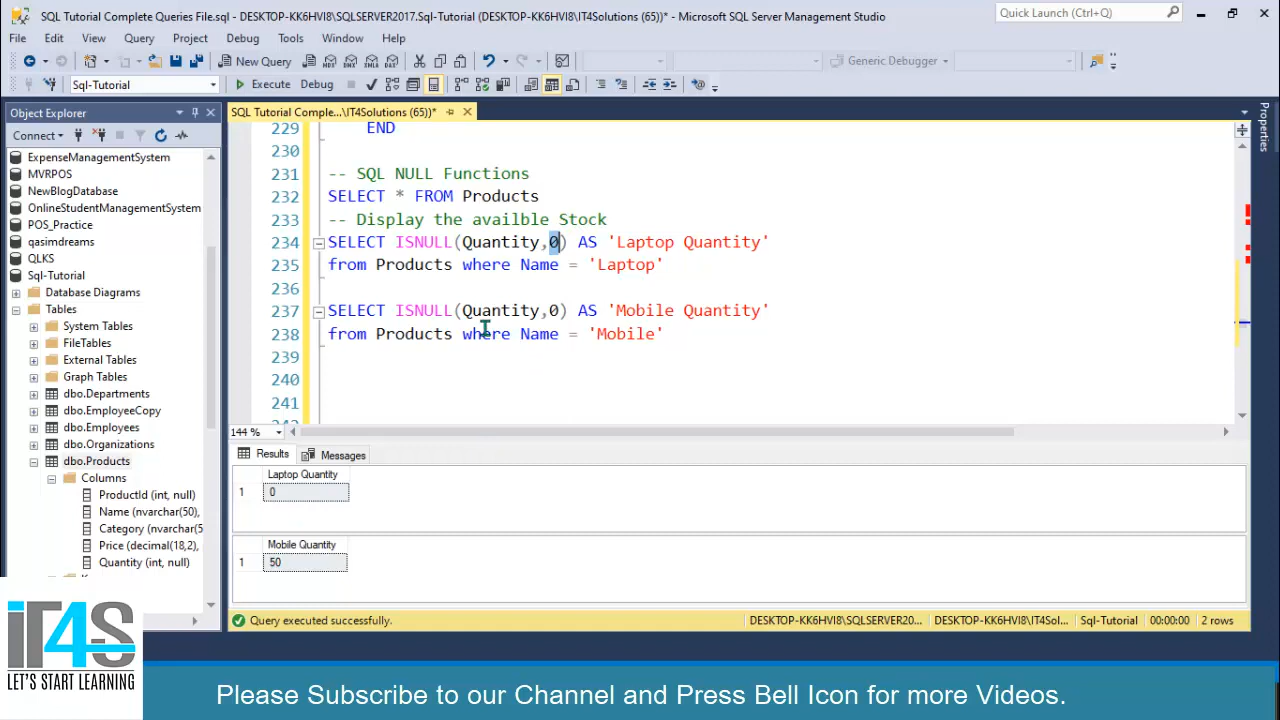 SQL Tutorial Complete Queries File.sql - DESKTOP-KK6HVI8\SQLSERVER2017.Sql-Tutorial (DESKTOP-KK6HVI8\IT4Solutions (65))* - Microsoft SQL Server Management Studio
Quick Launch (Ctrl+Q)
File Edit View Query Project Debug Tools Window Help
New Query
Generic Debugger
Sql-Tutorial
Execute Debug
Object Explorer
SQL Tutorial Comple...\IT4Solutions (65))*
Properties
Connect
ExpenseManagementSystem
MVRPOS
NewBlogDatabase
OnlineStudentManagementSystem
POS_Practice
qasimdreams
QLKS
Sql-Tutorial
Database Diagrams
Tables
System Tables
FileTables
External Tables
Graph Tables
dbo.Departments
dbo.EmployeeCopy
dbo.Employees
dbo.Organizations
dbo.Products
Columns
ProductId (int, null)
Name (nvarchar(50),
Category (nvarchar(5
Price (decimal(18,2),
Quantity (int, null)
229 END
230
231 -- SQL NULL Functions
232 SELECT * FROM Products
233 -- Display the availble Stock
234 SELECT ISNULL(Quantity,0) AS 'Laptop Quantity'
235 from Products where Name = 'Laptop'
236
237 SELECT ISNULL(Quantity,0) AS 'Mobile Quantity'
238 from Products where Name = 'Mobile'
239
240
241
144 %
Results Messages
Laptop Quantity
1 0
Mobile Quantity
1 50
Query executed successfully.
DESKTOP-KK6HVI8\SQLSERVER20... DESKTOP-KK6HVI8\IT4Sol... Sql-Tutorial 00:00:00 2 rows
iT4S
LET'S START LEARNING
Please Subscribe to our Channel and Press Bell Icon for more Videos.